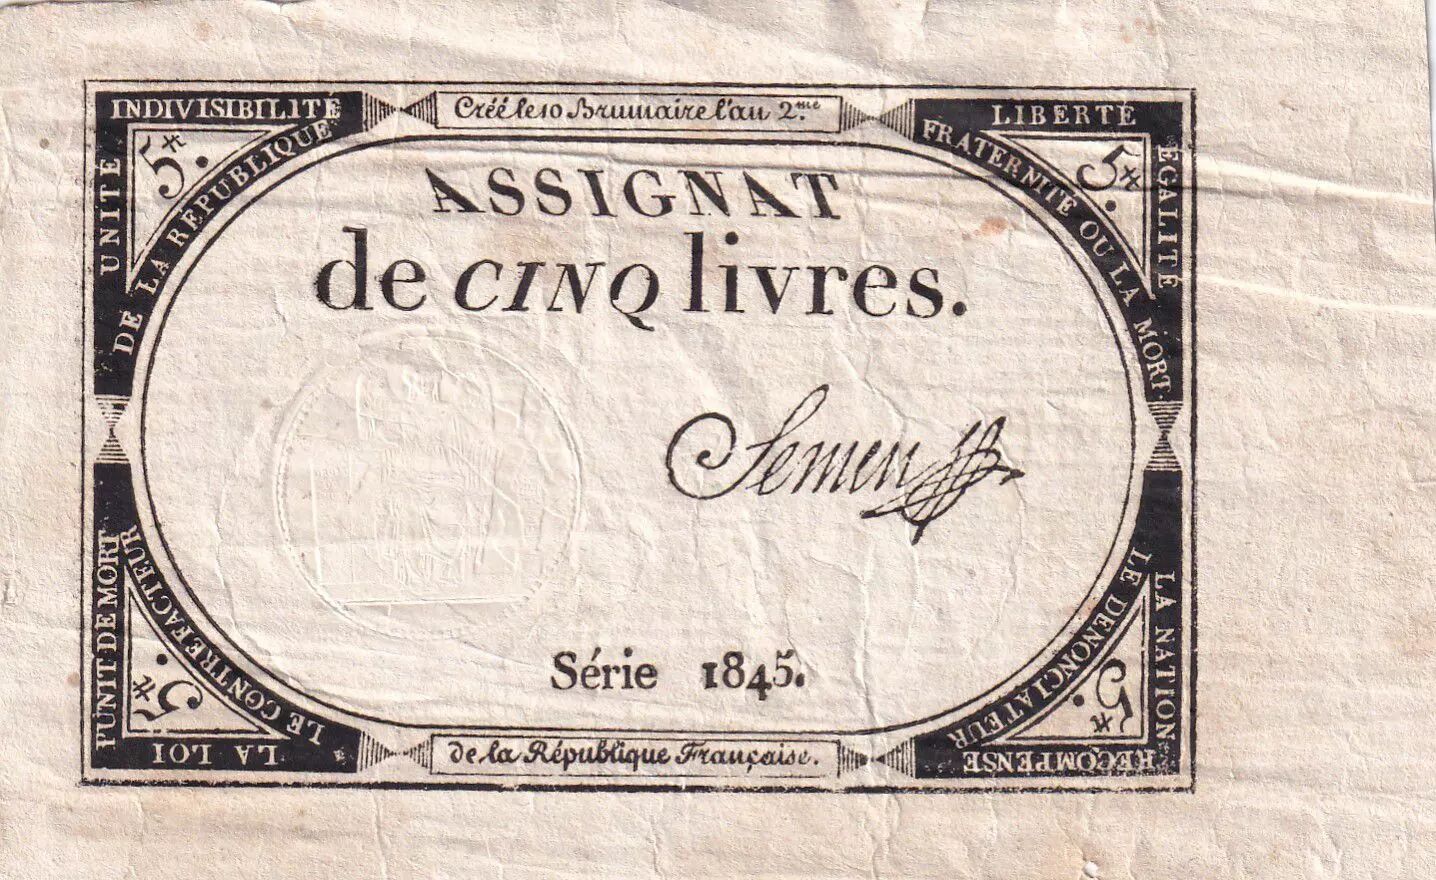 UNITÉ INDIVISIBILITÉ
DE LA RÉPUBLIQUE
5₶.
Créé le 10 Brumaire l'an 2.me
LIBERTÉ ÉGALITÉ
FRATERNITÉ OU LA MORT.
5₶.
ASSIGNAT
de CINQ livres.
Semen
Série 1845.
LA LOI PUNIT DE MORT
LE CONTREFACTEUR
5₶.
de la République Française.
LA NATION RECOMPENSE
LE DENONCIATEUR
5₶.